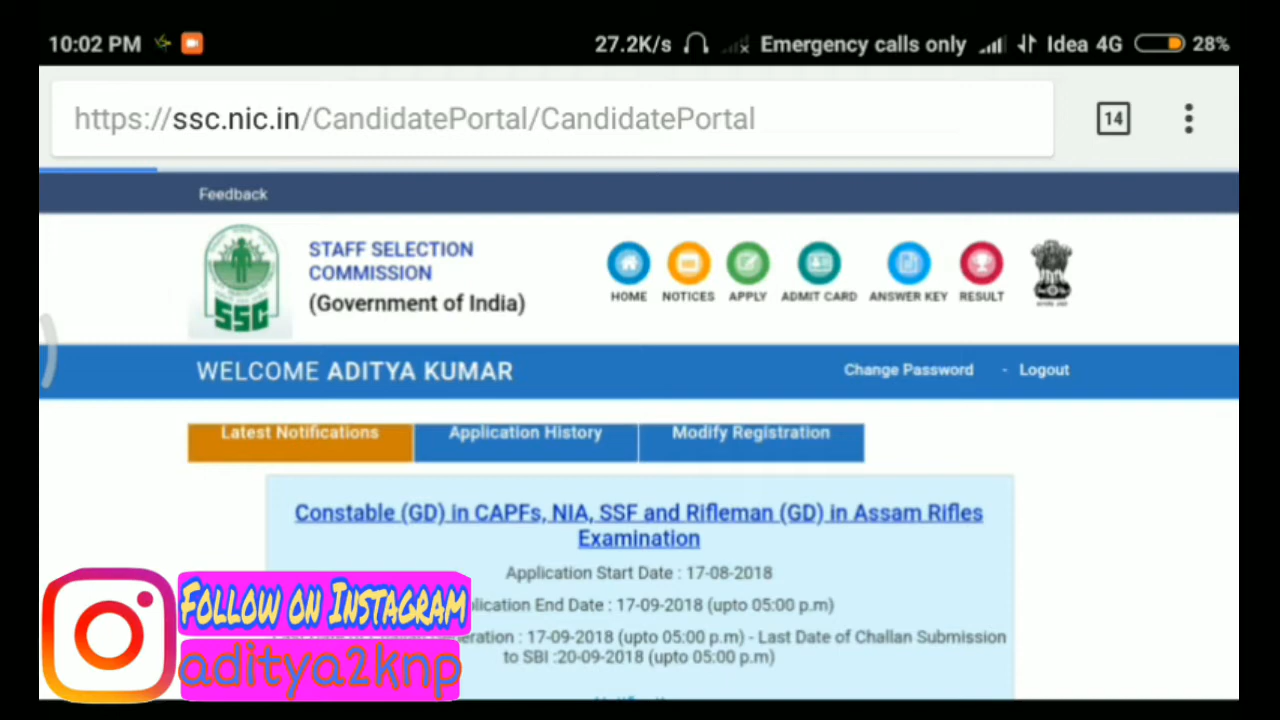 10:02 PM 27.2K/s Emergency calls only Idea 4G 28%
https://ssc.nic.in/CandidatePortal/CandidatePortal 14
Feedback
SSC
STAFF SELECTION
COMMISSION
(Government of India)
HOME NOTICES APPLY ADMIT CARD ANSWER KEY RESULT
WELCOME ADITYA KUMAR Change Password - Logout
Latest Notifications Application History Modify Registration
Constable (GD) in CAPFs, NIA, SSF and Rifleman (GD) in Assam Rifles
Examination
Application Start Date : 17-08-2018
lication End Date : 17-09-2018 (upto 05:00 p.m)
eration : 17-09-2018 (upto 05:00 p.m) - Last Date of Challan Submission
to SBI :20-09-2018 (upto 05:00 p.m)
Follow on Instagram
aditya2knp